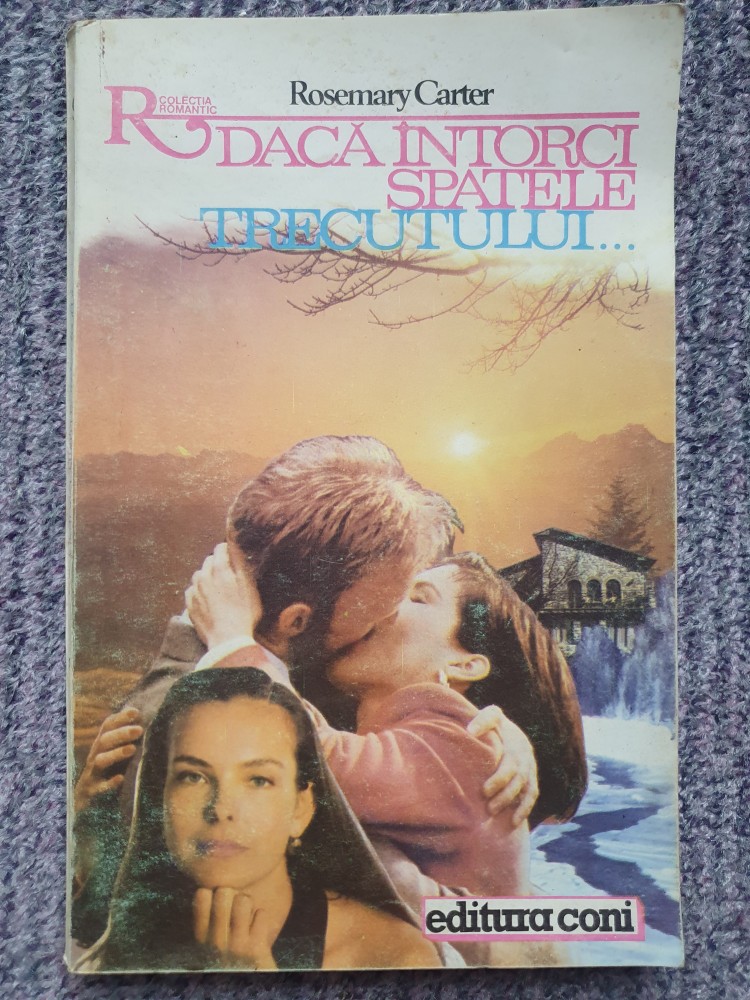 Rosemary Carter
R COLECȚIA
ROMANTIC
DACĂ ÎNTORCI
SPATELE
TRECUTULUI...
editura coni